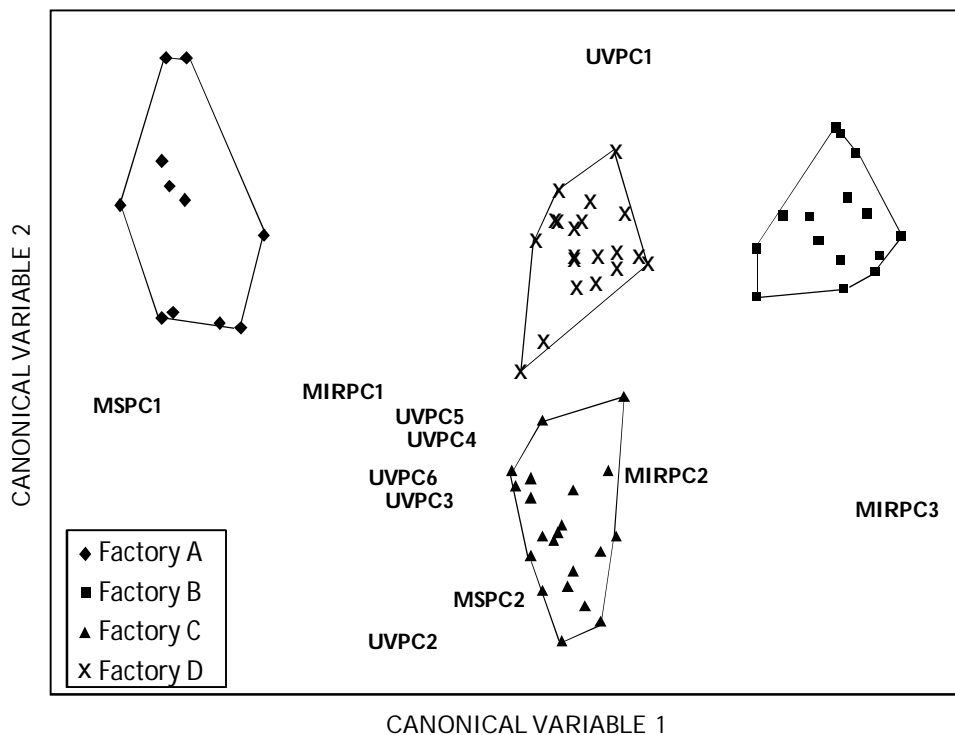 UVPC1
CANONICAL VARIABLE 2
MSPC1
MIRPC1
UVPC5
UVPC4
UVPC6
UVPC3
MIRPC2
MIRPC3
MSPC2
UVPC2
Factory A
Factory B
Factory C
Factory D
CANONICAL VARIABLE 1